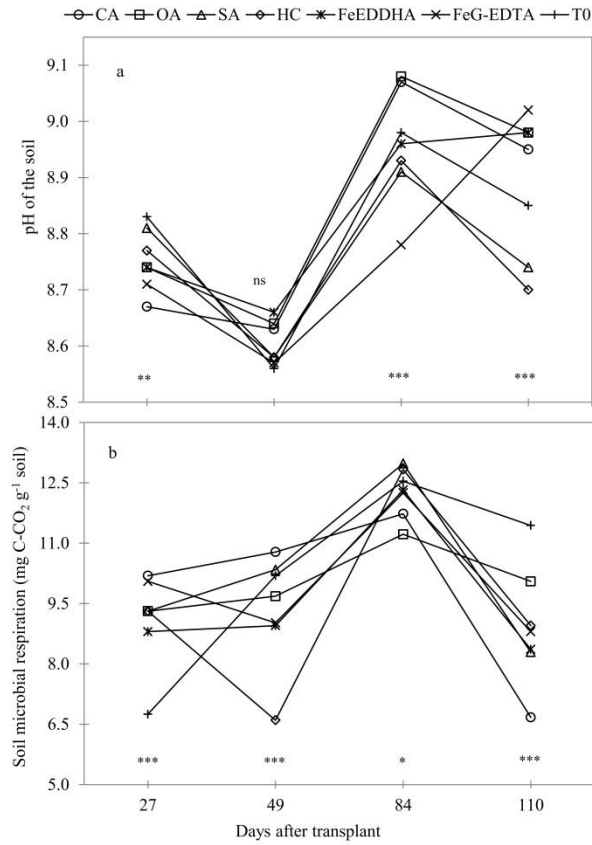 CA OA SA HC FeEDDHA FeG-EDTA T0
a
9.1
9.0
8.9
8.8
8.7
8.6
8.5
pH of the soil
ns
** *** ***
b
14.0
12.5
11.0
9.5
8.0
6.5
5.0
Soil microbial respiration (mg C-CO₂ g⁻¹ soil)
*** *** * ***
27 49 84 110
Days after transplant